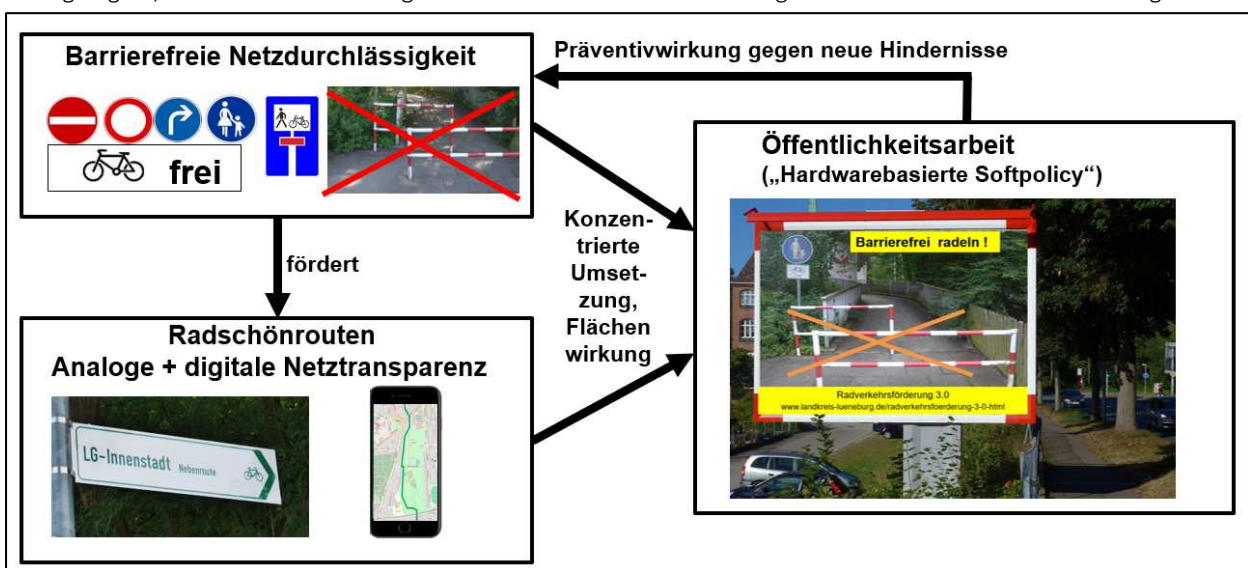 Barrierefreie Netzdurchlässigkeit
frei
Präventivwirkung gegen neue Hindernisse
Öffentlichkeitsarbeit
(„Hardwarebasierte Softpolicy“)
Barrierefrei radeln !
Radverkehrsförderung 3.0
www.landkreis-lueneburg.de/radverkehrsfoerderung-3-0-html
Konzen-
trierte
Umset-
zung,
Flächen
wirkung
fördert
Radschönrouten
Analoge + digitale Netztransparenz
LG-Innenstadt Nebenroute